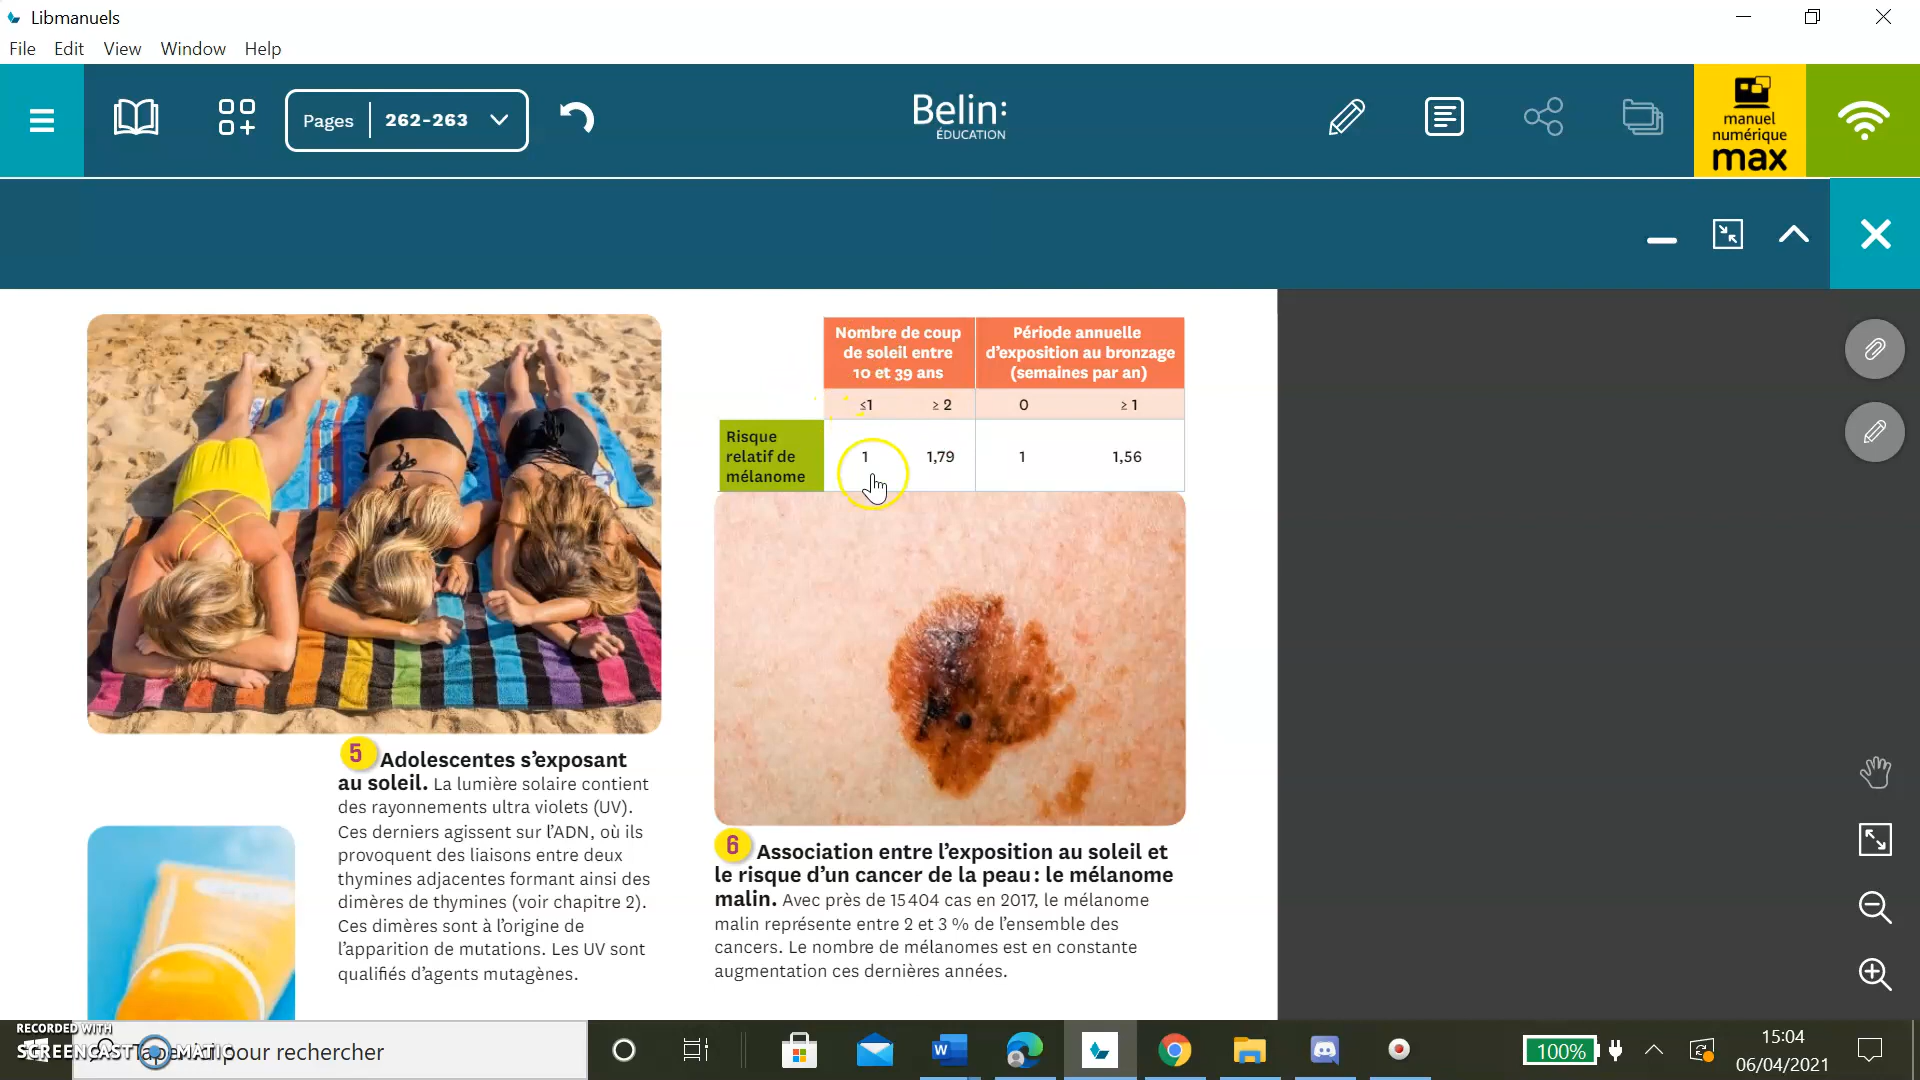 Libmanuels
File Edit View Window Help
Pages 262-263
Belin:
ÉDUCATION
manuel
numérique
max
Nombre de coup
de soleil entre
10 et 39 ans
Période annuelle
d’exposition au bronzage
(semaines par an)
≤1 ≥ 2 0 ≥ 1
Risque
relatif de
mélanome
1 1,79 1 1,56
5 Adolescentes s’exposant
au soleil. La lumière solaire contient
des rayonnements ultra violets (UV).
Ces derniers agissent sur l’ADN, où ils
provoquent des liaisons entre deux
thymines adjacentes formant ainsi des
dimères de thymines (voir chapitre 2).
Ces dimères sont à l’origine de
l’apparition de mutations. Les UV sont
qualifiés d’agents mutagènes.
6 Association entre l’exposition au soleil et
le risque d’un cancer de la peau : le mélanome
malin. Avec près de 15 404 cas en 2017, le mélanome
malin représente entre 2 et 3 % de l’ensemble des
cancers. Le nombre de mélanomes est en constante
augmentation ces dernières années.
RECORDED WITH
SCREENCAST MATIC
pour rechercher
100%
15:04
06/04/2021